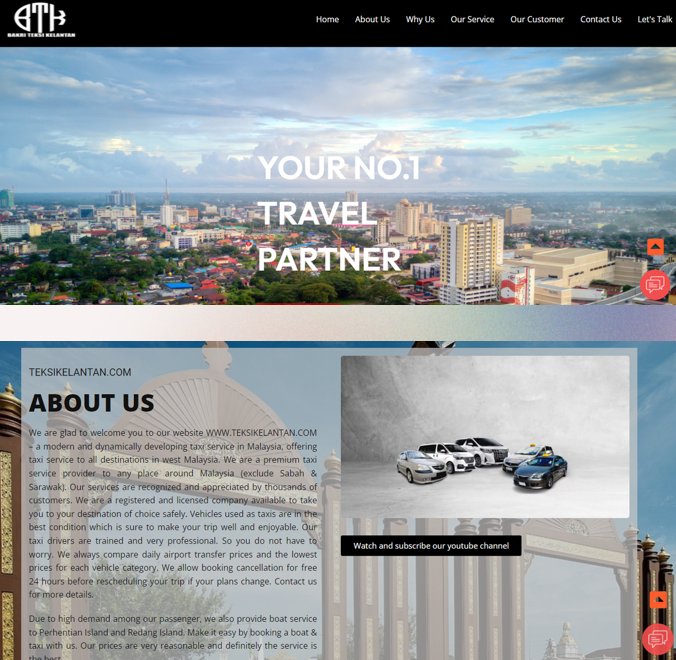 BTK
BAKRI TEKSI KELANTAN
Home About Us Why Us Our Service Our Customer Contact Us Let's Talk
YOUR NO.1
TRAVEL
PARTNER
TEKSIKELANTAN.COM
ABOUT US
We are glad to welcome you to our website WWW.TEKSIKELANTAN.COM
– a modern and dynamically developing taxi service in Malaysia, offering
taxi service to all destinations in west Malaysia. We are a premium taxi
service provider to any place around Malaysia (exclude Sabah &
Sarawak). Our services are recognized and appreciated by thousands of
customers. We are a registered and licensed company available to take
you to your destination of choice safely. Vehicles used as taxis are in the
best condition which is sure to make your trip well and enjoyable. Our
taxi drivers are trained and very professional. So you do not have to
worry. We always compare daily airport transfer prices and the lowest
prices for each vehicle category. We allow booking cancellation for free
24 hours before rescheduling your trip if your plans change. Contact us
for more details.
Due to high demand among our passenger, we also provide boat service
to Perhentian Island and Redang Island. Make it easy by booking a boat &
taxi with us. Our prices are very reasonable and definitely the service is
the best.
Watch and subscribe our youtube channel